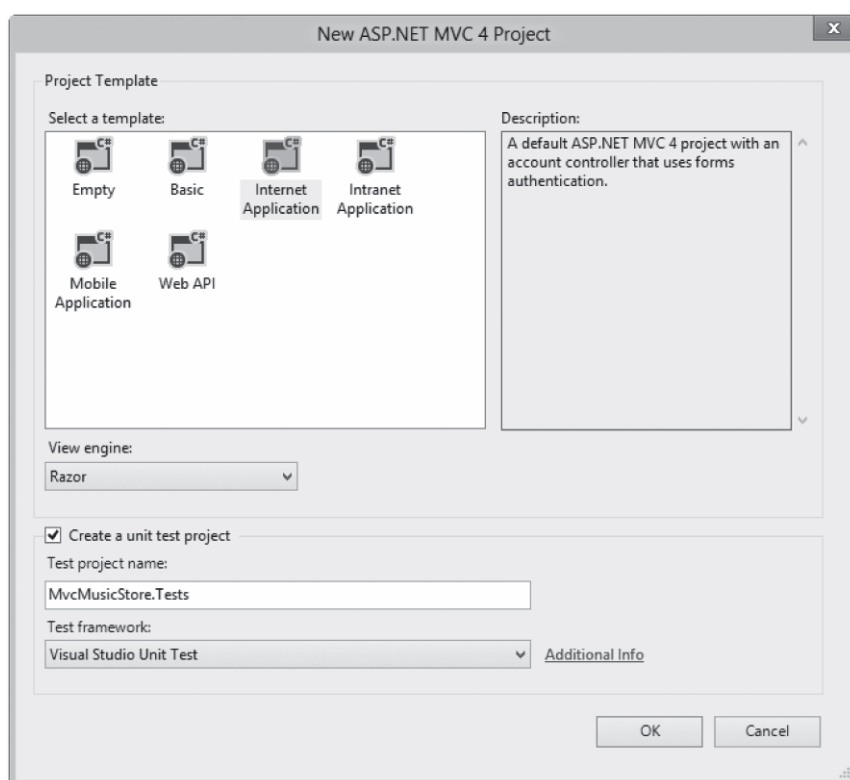 New ASP.NET MVC 4 Project
x
Project Template
Select a template:
C#
Empty
C#
Basic
C#
Internet
Application
C#
Intranet
Application
C#
Mobile
Application
C#
Web API
Description:
A default ASP.NET MVC 4 project with an
account controller that uses forms
authentication.
View engine:
Razor
Create a unit test project
Test project name:
MvcMusicStore.Tests
Test framework:
Visual Studio Unit Test
Additional Info
OK
Cancel